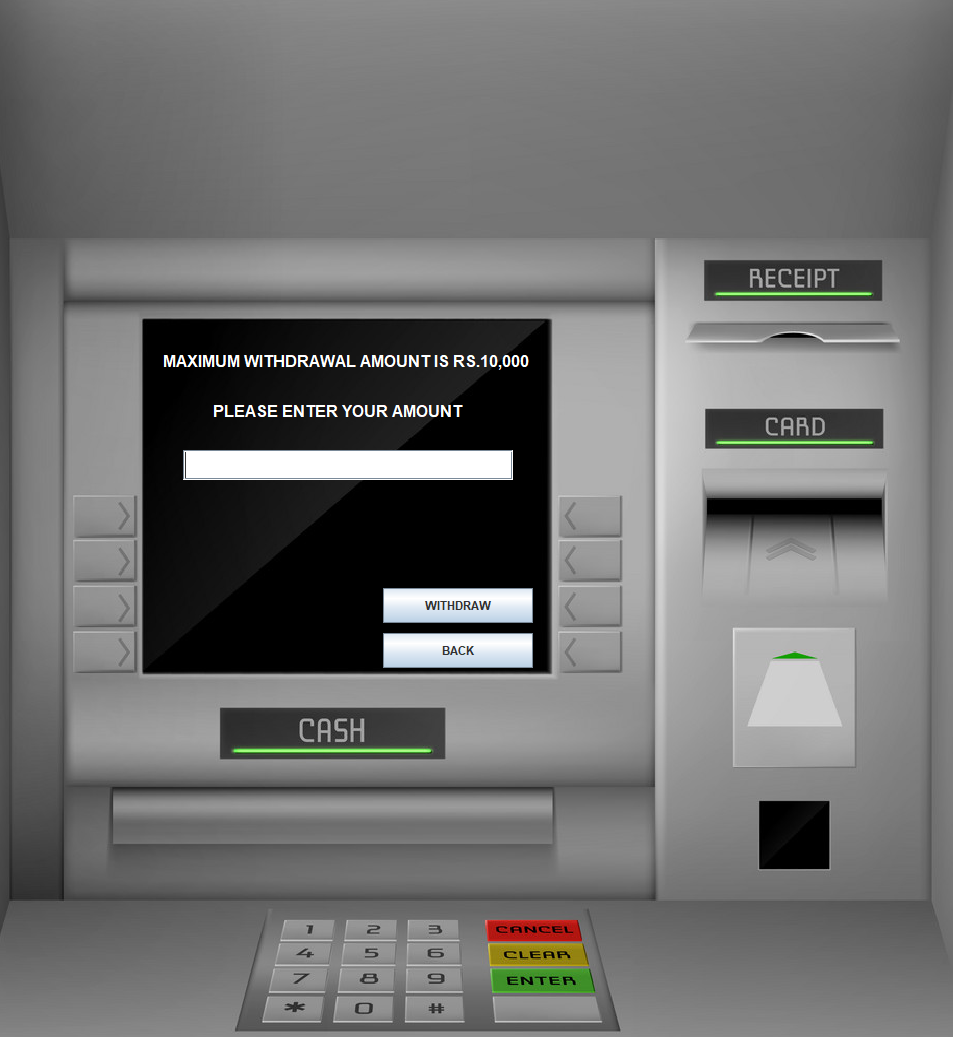 RECEIPT
MAXIMUM WITHDRAWAL AMOUNT IS RS.10,000
PLEASE ENTER YOUR AMOUNT
CARD
WITHDRAW
BACK
CASH
1 2 3 CANCEL
4 5 6 CLEAR
7 8 9 ENTER
* 0 #